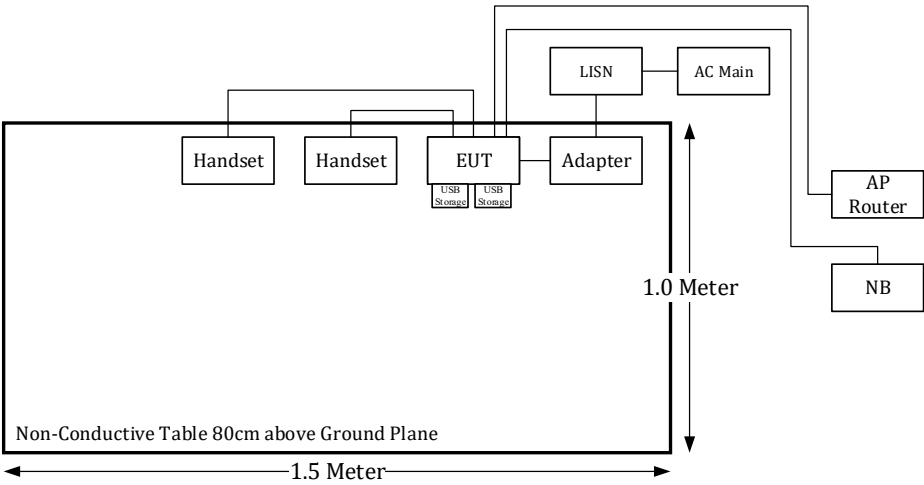 LISN
AC Main
Handset
Handset
EUT
Adapter
USB
Storage
USB
Storage
AP
Router
NB
1.0 Meter
Non-Conductive Table 80cm above Ground Plane
1.5 Meter